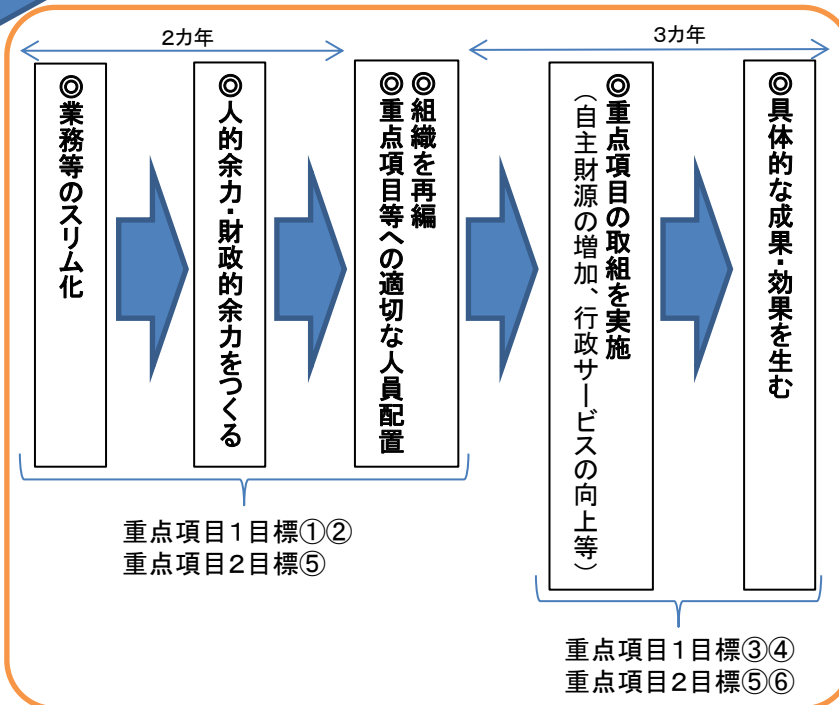 2カ年
3カ年
◎業務等のスリム化
◎人的余力・財政的余力をつくる
◎組織を再編
◎重点項目等への適切な人員配置
◎重点項目の取組を実施
（自主財源の増加、行政サービスの向上等）
◎具体的な成果・効果を生む
重点項目1目標①②
重点項目2目標⑤
重点項目1目標③④
重点項目2目標⑤⑥